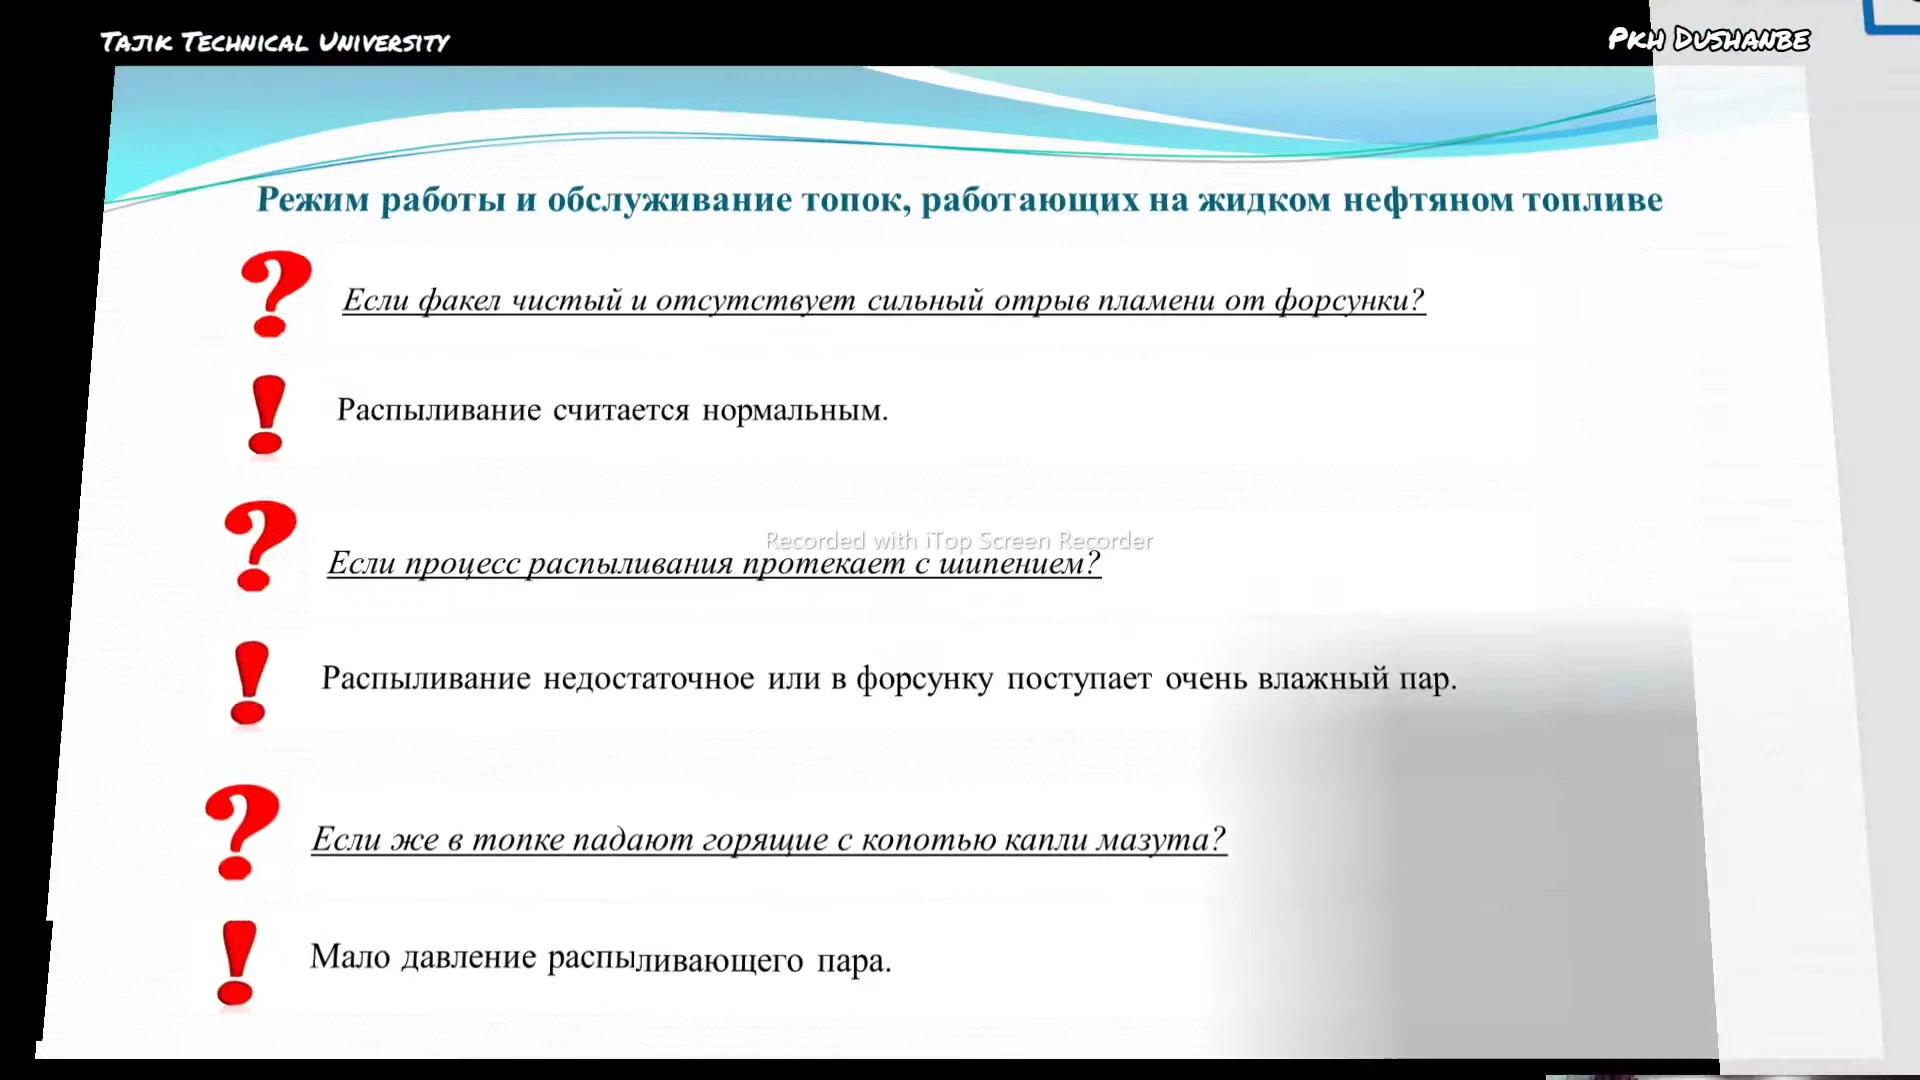 Tajik Technical University
Pkh Dushanbe
Режим работы и обслуживание топок, работающих на жидком нефтяном топливе
Если факел чистый и отсутствует сильный отрыв пламени от форсунки?
Распыливание считается нормальным.
Recorded with iTop Screen Recorder
Если процесс распыливания протекает с шипением?
Распыливание недостаточное или в форсунку поступает очень влажный пар.
Если же в топке падают горящие с копотью капли мазута?
Мало давление распыливающего пара.